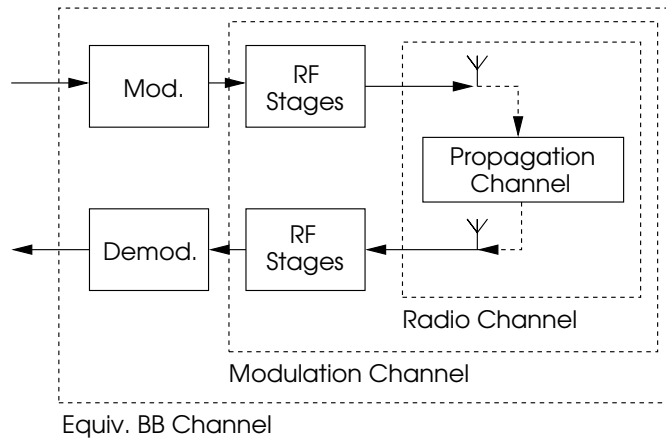 Mod.
RF
Stages
Propagation
Channel
Demod.
RF
Stages
Radio Channel
Modulation Channel
Equiv. BB Channel